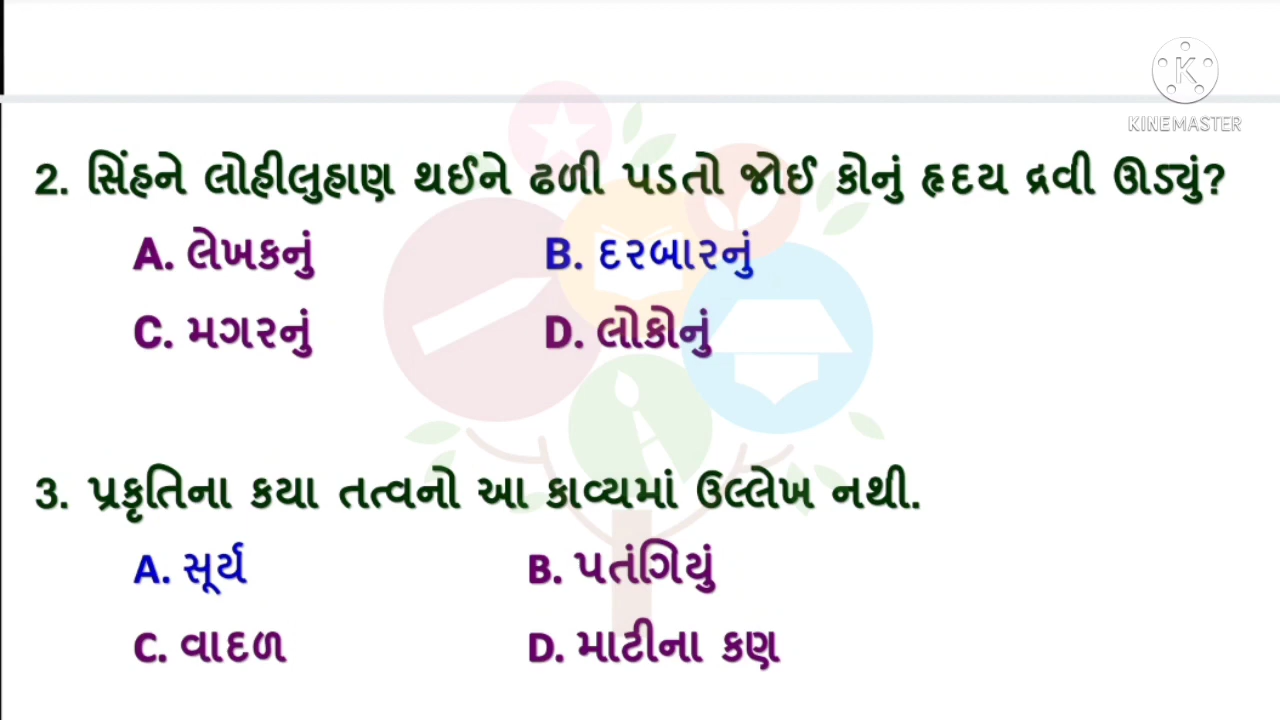 KINEMASTER
2. સિંહને લોહીલુહાણ થઈને ઢળી પડતો જોઈ કોનું હૃદય દ્રવી ઊડ્યું?
A. લેખકનું B. દરબારનું
C. મગરનું D. લોકોનું
3. પ્રકૃતિના કયા તત્વનો આ કાવ્યમાં ઉલ્લેખ નથી.
A. સૂર્ય B. પતંગિયું
C. વાદળ D. માટીના કણ